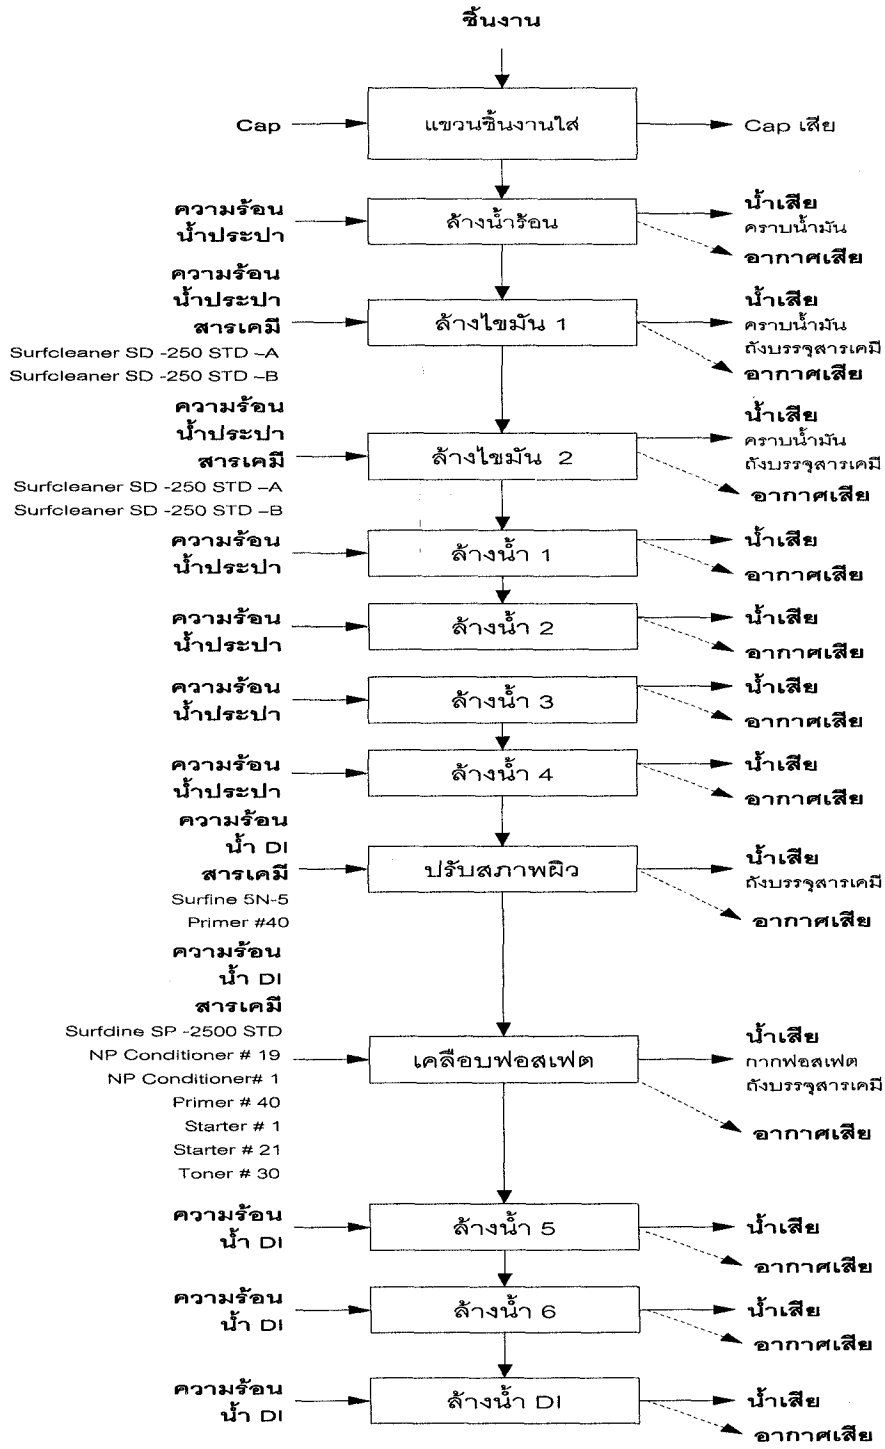 ชิ้นงาน
Cap
แขวนชิ้นงานใส่
Cap เสีย
ความร้อน
น้ำประปา
ล้างน้ำร้อน
น้ำเสีย
คราบน้ำมัน
อากาศเสีย
ความร้อน
น้ำประปา
สารเคมี
Surfcleaner SD -250 STD –A
Surfcleaner SD -250 STD –B
ล้างไขมัน 1
น้ำเสีย
คราบน้ำมัน
ถังบรรจุสารเคมี
อากาศเสีย
ความร้อน
น้ำประปา
สารเคมี
Surfcleaner SD -250 STD –A
Surfcleaner SD -250 STD –B
ล้างไขมัน 2
น้ำเสีย
คราบน้ำมัน
ถังบรรจุสารเคมี
อากาศเสีย
ความร้อน
น้ำประปา
ล้างน้ำ 1
น้ำเสีย
อากาศเสีย
ความร้อน
น้ำประปา
ล้างน้ำ 2
น้ำเสีย
อากาศเสีย
ความร้อน
น้ำประปา
ล้างน้ำ 3
น้ำเสีย
อากาศเสีย
ความร้อน
น้ำประปา
ล้างน้ำ 4
น้ำเสีย
อากาศเสีย
ความร้อน
น้ำ DI
สารเคมี
Surfine 5N-5
Primer #40
ปรับสภาพผิว
น้ำเสีย
ถังบรรจุสารเคมี
อากาศเสีย
ความร้อน
น้ำ DI
สารเคมี
Surfdine SP -2500 STD
NP Conditioner # 19
NP Conditioner# 1
Primer # 40
Starter # 1
Starter # 21
Toner # 30
เคลือบฟอสเฟต
น้ำเสีย
กากฟอสเฟต
ถังบรรจุสารเคมี
อากาศเสีย
ความร้อน
น้ำ DI
ล้างน้ำ 5
น้ำเสีย
อากาศเสีย
ความร้อน
น้ำ DI
ล้างน้ำ 6
น้ำเสีย
อากาศเสีย
ความร้อน
น้ำ DI
ล้างน้ำ DI
น้ำเสีย
อากาศเสีย